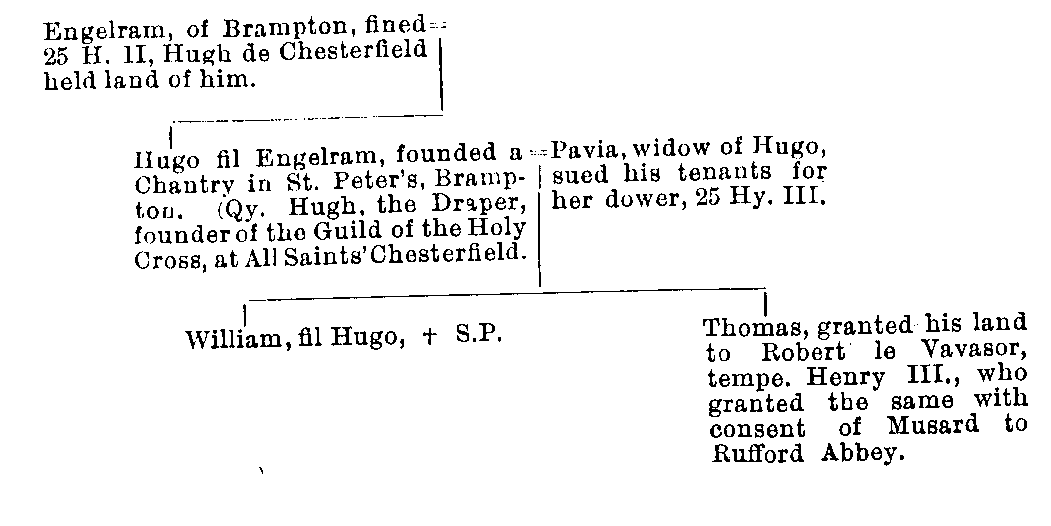 Engelram, of Brampton, fined=
25 H. II, Hugh de Chesterfield
held land of him.
Hugo fil Engelram, founded a
Chantry in St. Peter's, Bramp-
ton. (Qy. Hugh, the Draper,
founder of the Guild of the Holy
Cross, at All Saints' Chesterfield.
=Pavia, widow of Hugo,
sued his tenants for
her dower, 25 Hy. III.
William, fil Hugo, † S.P.
Thomas, granted his land
to Robert le Vavasor,
tempe. Henry III., who
granted the same with
consent of Musard to
Rufford Abbey.